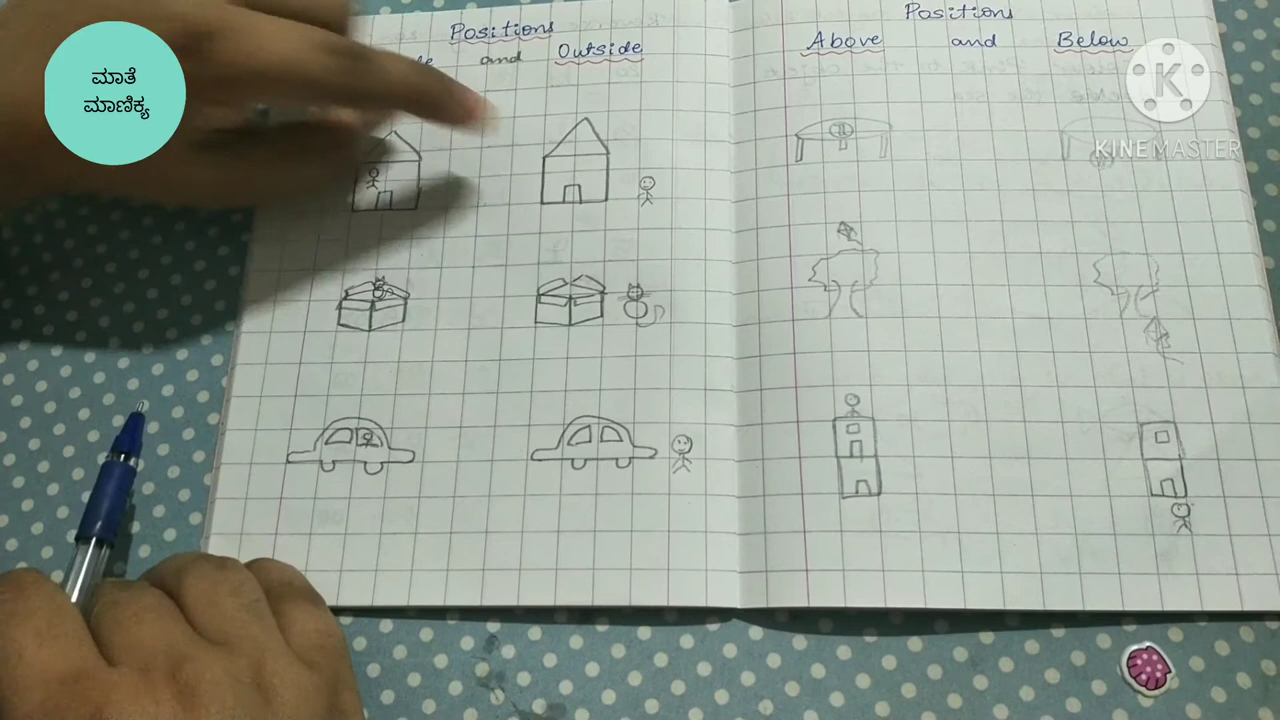 ಮಾತೆ
ಮಾಣಿಕ್ಯ
Positions
and Outside
Positions
Above and Below
K
KINEMASTER